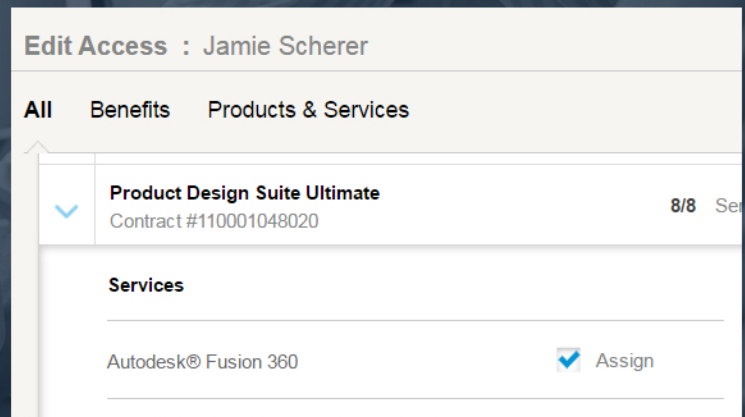 Edit Access : Jamie Scherer
All Benefits Products & Services
Product Design Suite Ultimate
Contract #110001048020
8/8 Ser
Services
Autodesk® Fusion 360 Assign